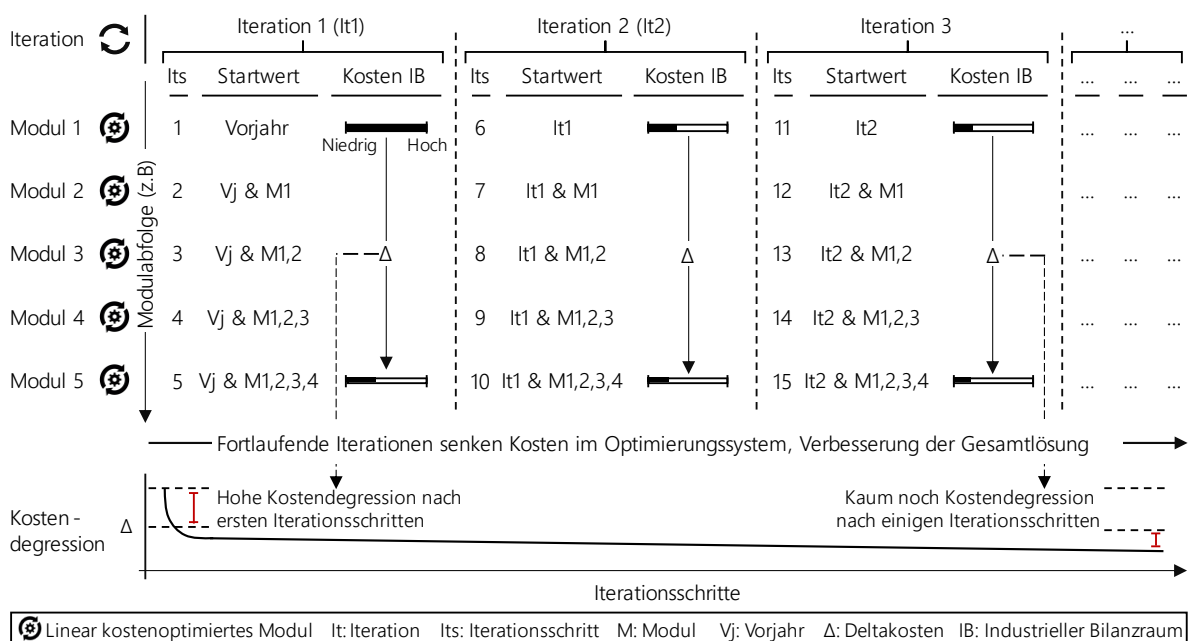 Iteration
Iteration 1 (It1) Iteration 2 (It2) Iteration 3 ...
Its Startwert Kosten IB Its Startwert Kosten IB Its Startwert Kosten IB ... ... ...
Modul 1 1 Vorjahr 6 It1 11 It2 ... ... ...
Niedrig Hoch
Modul 2 2 Vj & M1 7 It1 & M1 12 It2 & M1 ... ... ...
Modul 3 3 Vj & M1,2 Δ 8 It1 & M1,2 Δ 13 It2 & M1,2 Δ ... ... ...
Modul 4 4 Vj & M1,2,3 9 It1 & M1,2,3 14 It2 & M1,2,3 ... ... ...
Modul 5 5 Vj & M1,2,3,4 10 It1 & M1,2,3,4 15 It2 & M1,2,3,4 ... ... ...
Modulabfolge (z.B)
Fortlaufende Iterationen senken Kosten im Optimierungssystem, Verbesserung der Gesamtlösung
Hohe Kostendegression nach
ersten Iterationsschritten
Kaum noch Kostendegression
nach einigen Iterationsschritten
Kosten -
degression
Δ
Iterationsschritte
Linear kostenoptimiertes Modul It: Iteration Its: Iterationsschritt M: Modul Vj: Vorjahr Δ: Deltakosten IB: Industrieller Bilanzraum